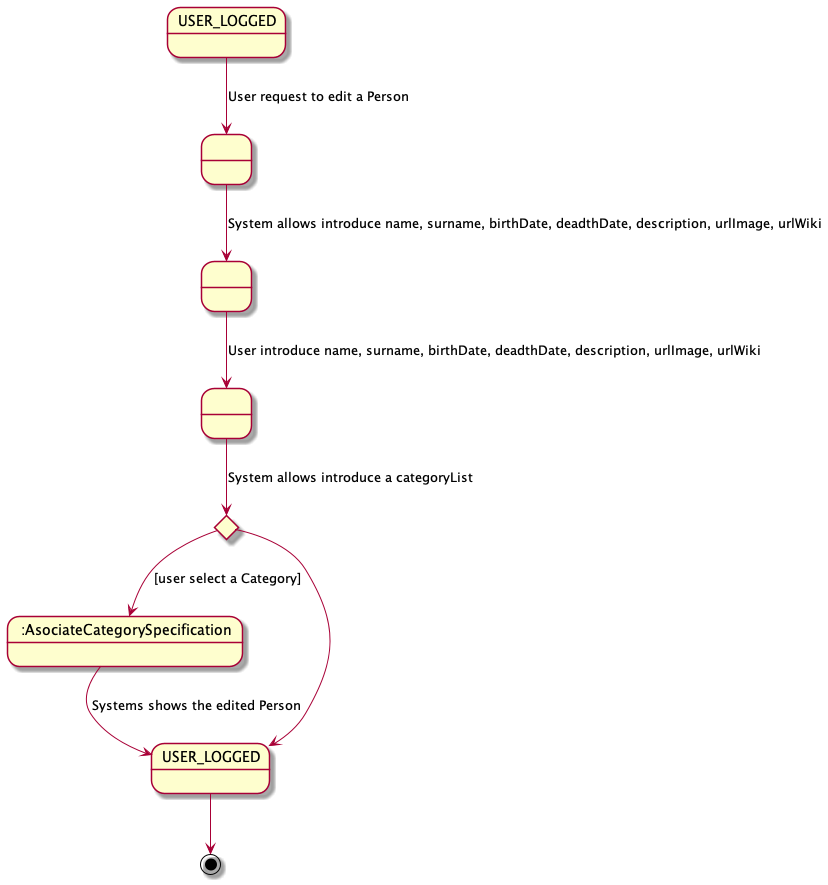 USER_LOGGED
User request to edit a Person
System allows introduce name, surname, birthDate, deadthDate, description, urlImage, urlWiki
User introduce name, surname, birthDate, deadthDate, description, urlImage, urlWiki
System allows introduce a categoryList
[user select a Category]
:AsociateCategorySpecification
Systems shows the edited Person
USER_LOGGED